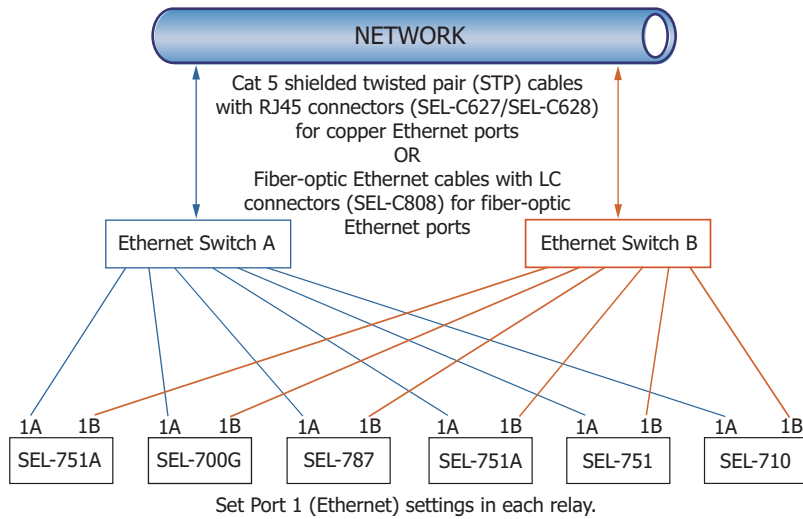 NETWORK
Cat 5 shielded twisted pair (STP) cables
with RJ45 connectors (SEL-C627/SEL-C628)
for copper Ethernet ports
OR
Fiber-optic Ethernet cables with LC
connectors (SEL-C808) for fiber-optic
Ethernet ports
Ethernet Switch A
Ethernet Switch B
1A 1B 1A 1B 1A 1B 1A 1B 1A 1B 1A 1B
SEL-751A SEL-700G SEL-787 SEL-751A SEL-751 SEL-710
Set Port 1 (Ethernet) settings in each relay.